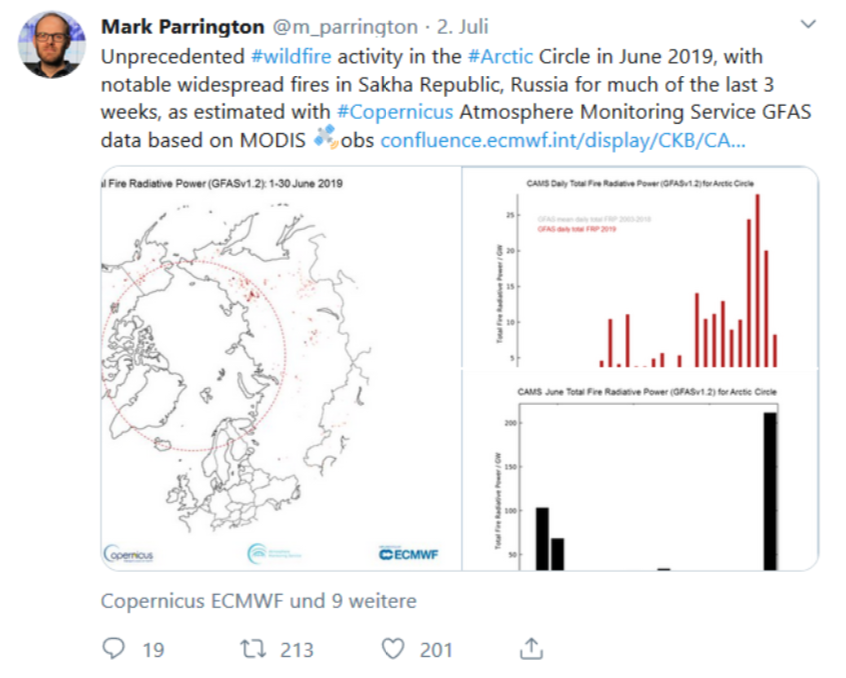 Mark Parrington @m_parrington · 2. Juli
Unprecedented #wildfire activity in the #Arctic Circle in June 2019, with
notable widespread fires in Sakha Republic, Russia for much of the last 3
weeks, as estimated with #Copernicus Atmosphere Monitoring Service GFAS
data based on MODIS 🛰️obs confluence.ecmwf.int/display/CKB/CA...
l Fire Radiative Power (GFASv1.2): 1-30 June 2019
CAMS Daily Total Fire Radiative Power (GFASv1.2) for Arctic Circle
GFAS mean daily total FRP 2003-2018
GFAS daily total FRP 2019
Total Fire Radiative Power / GW
25
20
15
10
5
CAMS June Total Fire Radiative Power (GFASv1.2) for Arctic Circle
Total Fire Radiative Power / GW
200
150
100
50
opernicus
ECMWF
Copernicus ECMWF und 9 weitere
19 213 201